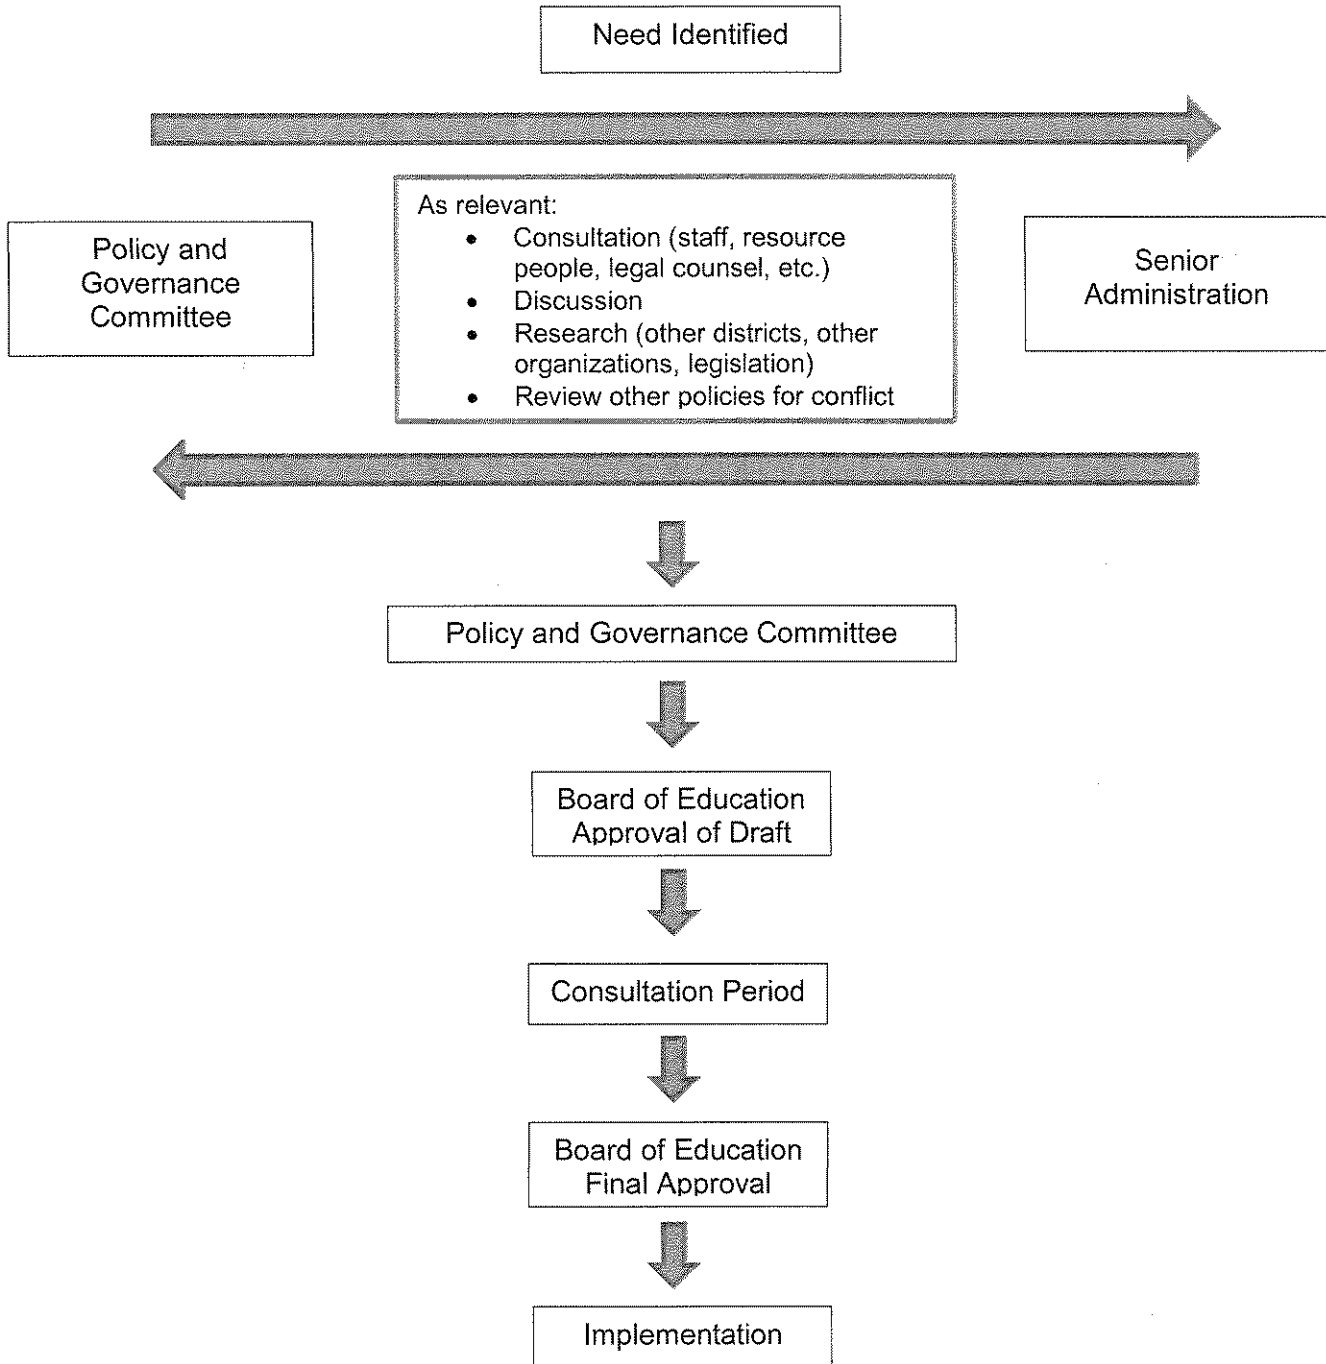 Need Identified
Policy and
Governance
Committee
As relevant:
• Consultation (staff, resource
people, legal counsel, etc.)
• Discussion
• Research (other districts, other
organizations, legislation)
• Review other policies for conflict
Senior
Administration
Policy and Governance Committee
Board of Education
Approval of Draft
Consultation Period
Board of Education
Final Approval
Implementation